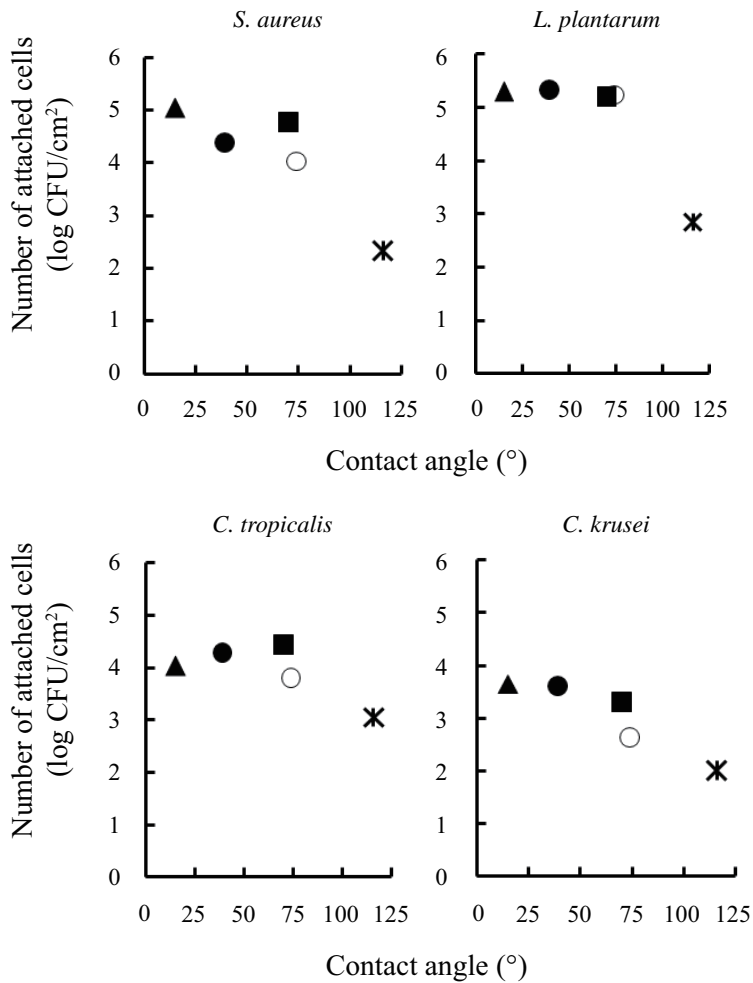 S. aureus
L. plantarum
Number of attached cells
(log CFU/cm²)
6
5
4
3
2
1
0
0 25 50 75 100 125
6
5
4
3
2
1
0
0 25 50 75 100 125
Contact angle (°)
C. tropicalis
C. krusei
Number of attached cells
(log CFU/cm²)
6
5
4
3
2
1
0
0 25 50 75 100 125
6
5
4
3
2
1
0
0 25 50 75 100 125
Contact angle (°)